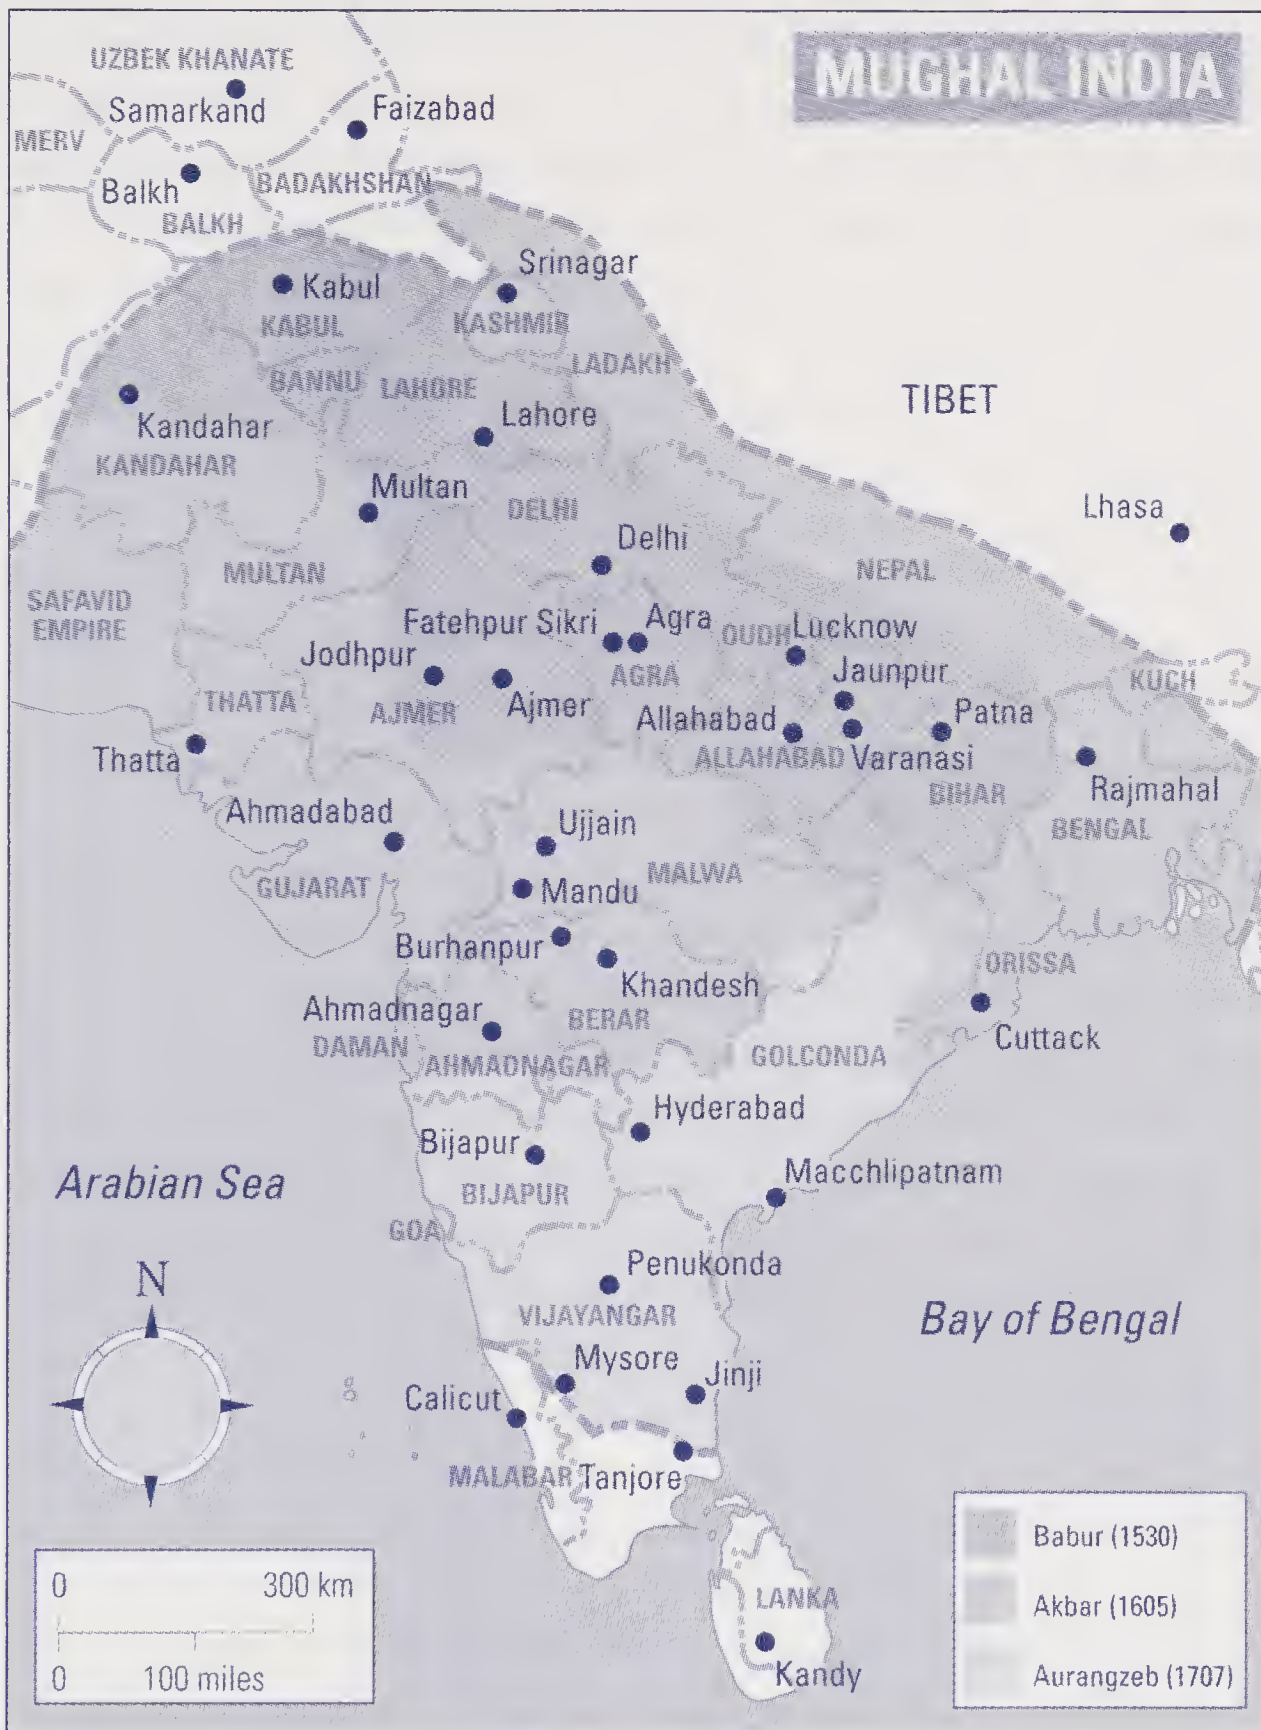 MUGHAL INDIA
UZBEK KHANATE
Samarkand
Faizabad
MERV
Balkh
BADAKHSHAN
BALKH
Srinagar
Kabul
KABUL
KASHMIR
LADAKH
BANNU
LAHORE
TIBET
Kandahar
Lahore
KANDAHAR
Multan
DELHI
Lhasa
Delhi
NEPAL
MULTAN
SAFAVID
EMPIRE
Fatehpur Sikri
Agra
OUDH
Lucknow
Jodhpur
AGRA
Jaunpur
KUCH
THATTA
AJMER
Ajmer
Allahabad
Patna
Thatta
ALLAHABAD
Varanasi
BIHAR
Rajmahal
Ahmadabad
Ujjain
BENGAL
GUJARAT
MALWA
Mandu
Burhanpur
ORISSA
Khandesh
Ahmadnagar
BERAR
Cuttack
DAMAN
AHMADNAGAR
GOLCONDA
Hyderabad
Bijapur
Macchlipatnam
Arabian Sea
BIJAPUR
GOA
Penukonda
N
VIJAYANGAR
Bay of Bengal
Mysore
Jinji
Calicut
MALABAR
Tanjore
Babur (1530)
0 300 km
LANKA
Akbar (1605)
Kandy
0 100 miles
Aurangzeb (1707)